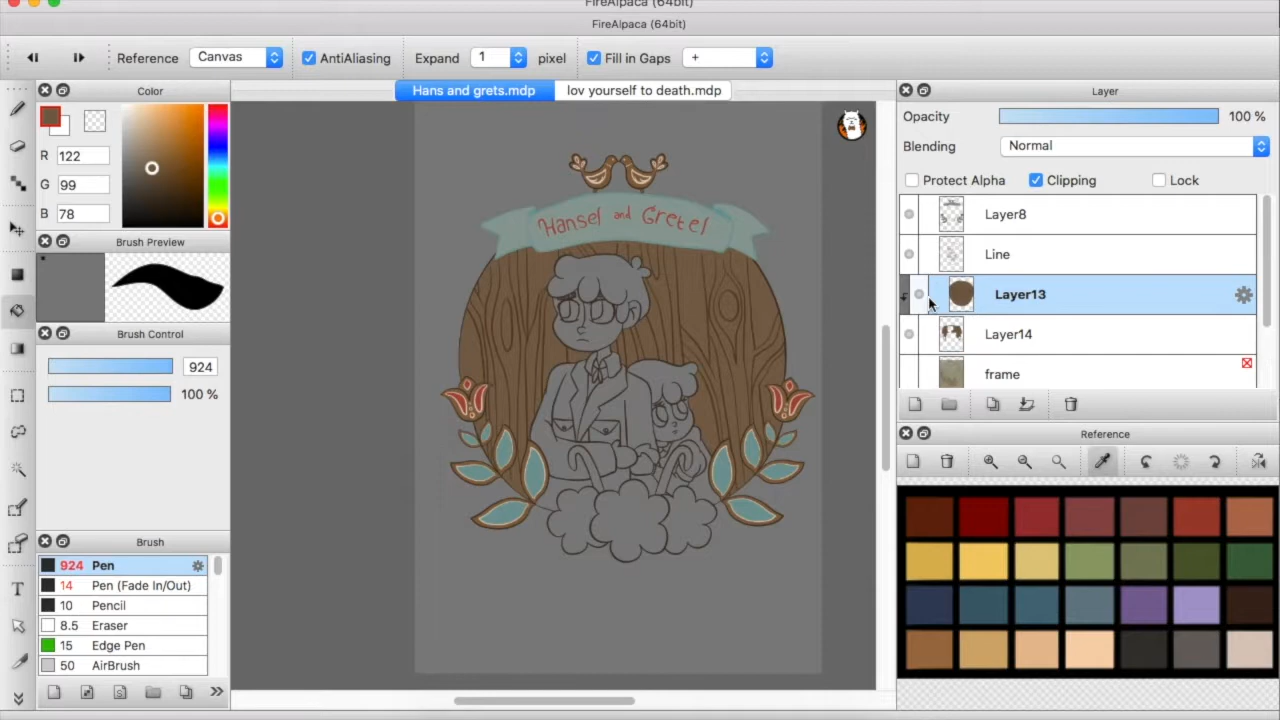 FireAlpaca (64bit)
FireAlpaca (64bit)
Reference Canvas AntiAliasing Expand 1 pixel Fill in Gaps +
Color
Hans and grets.mdp lov yourself to death.mdp
Layer
R 122
G 99
B 78
Opacity 100 %
Blending Normal
Protect Alpha Clipping Lock
Brush Preview
Layer8
Line
Layer13
Layer14
frame
Hansel and Gretel
Brush Control
924
100 %
Reference
Brush
924 Pen
14 Pen (Fade In/Out)
10 Pencil
8.5 Eraser
15 Edge Pen
50 AirBrush
T
S